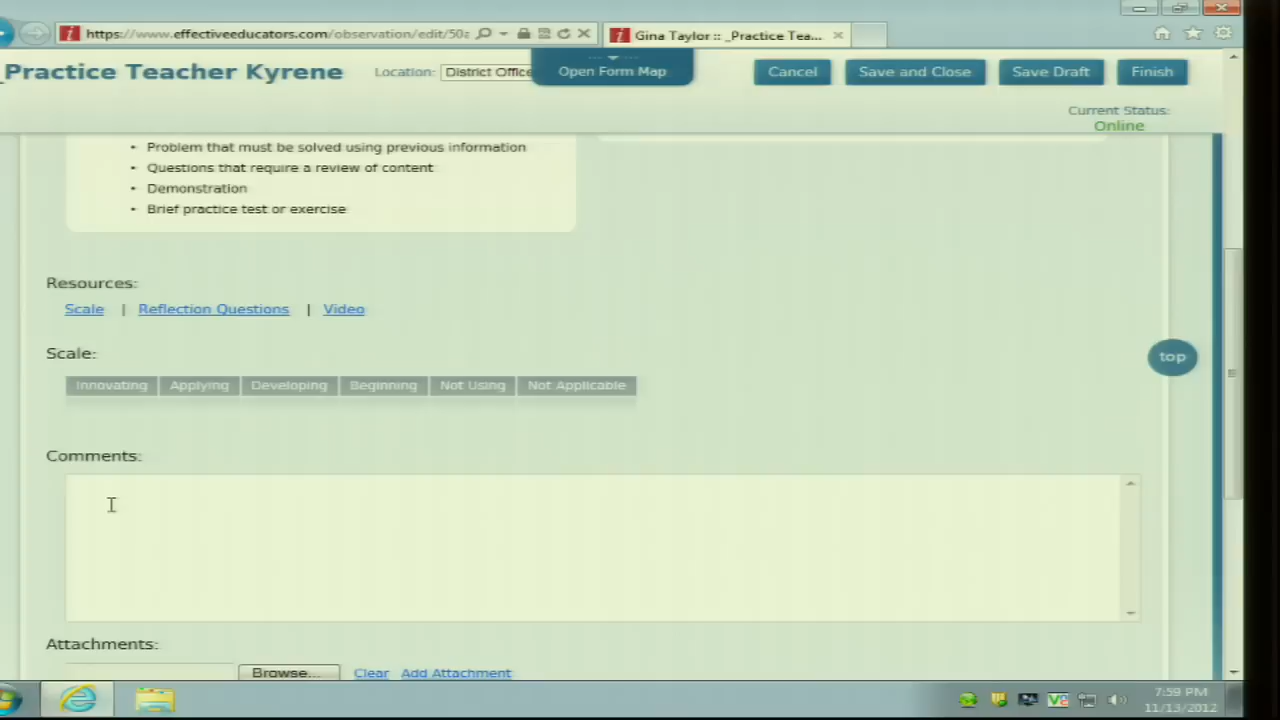 https://www.effectiveeducators.com/observation/edit/50
Gina Taylor :: _Practice Tea...
_Practice Teacher Kyrene
Location: District Office
Open Form Map
Cancel
Save and Close
Save Draft
Finish
Current Status:
Online
• Problem that must be solved using previous information
• Questions that require a review of content
• Demonstration
• Brief practice test or exercise
Resources:
Scale | Reflection Questions | Video
top
Scale:
Innovating Applying Developing Beginning Not Using Not Applicable
Comments:
Attachments:
Browse... Clear Add Attachment
7:59 PM
11/13/2012